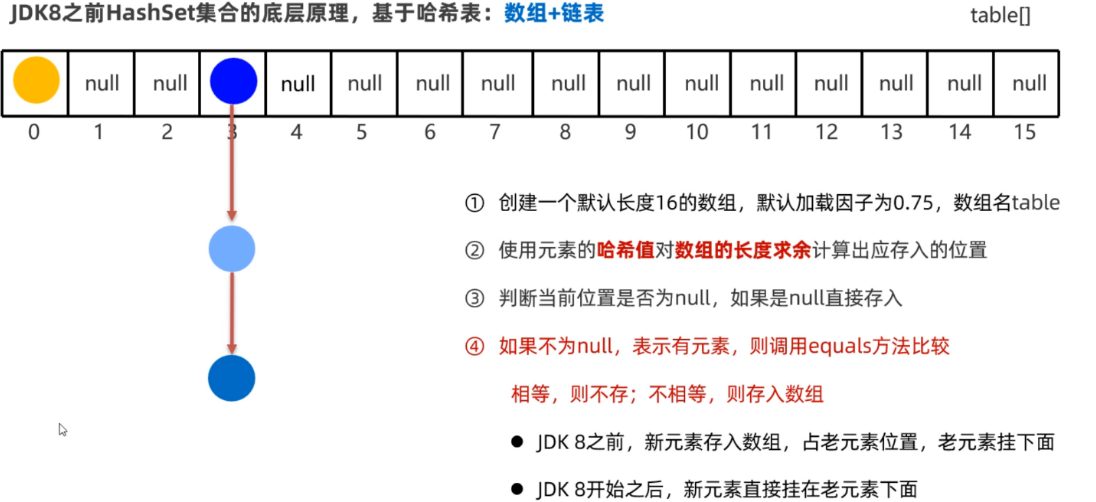 JDK8之前HashSet集合的底层原理，基于哈希表：数组+链表
table[]
null null null null null null null null null null null null null null
0 1 2 3 4 5 6 7 8 9 10 11 12 13 14 15
① 创建一个默认长度16的数组，默认加载因子为0.75，数组名table
② 使用元素的哈希值对数组的长度求余计算出应存入的位置
③ 判断当前位置是否为null，如果是null直接存入
④ 如果不为null，表示有元素，则调用equals方法比较
相等，则不存；不相等，则存入数组
● JDK 8之前，新元素存入数组，占老元素位置，老元素挂下面
● JDK 8开始之后，新元素直接挂在老元素下面